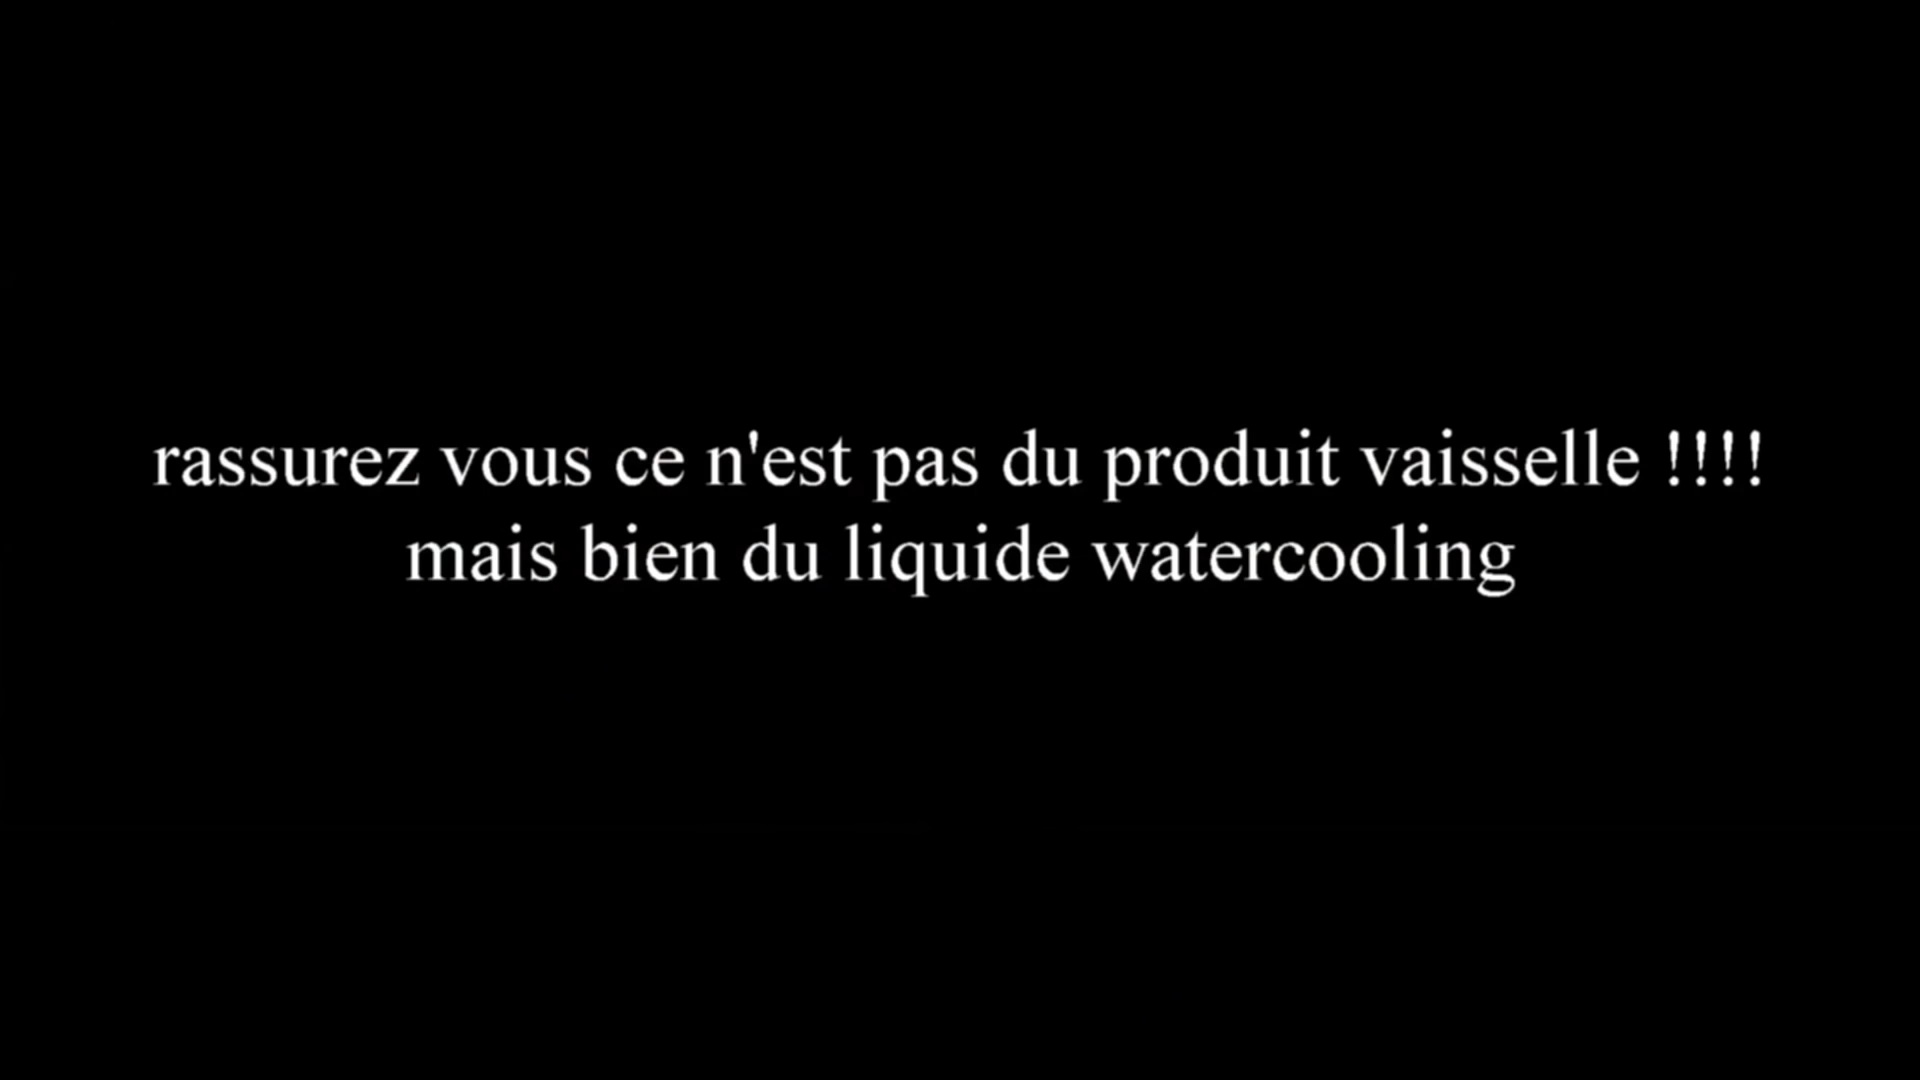 rassurez vous ce n'est pas du produit vaisselle !!!!
mais bien du liquide watercooling